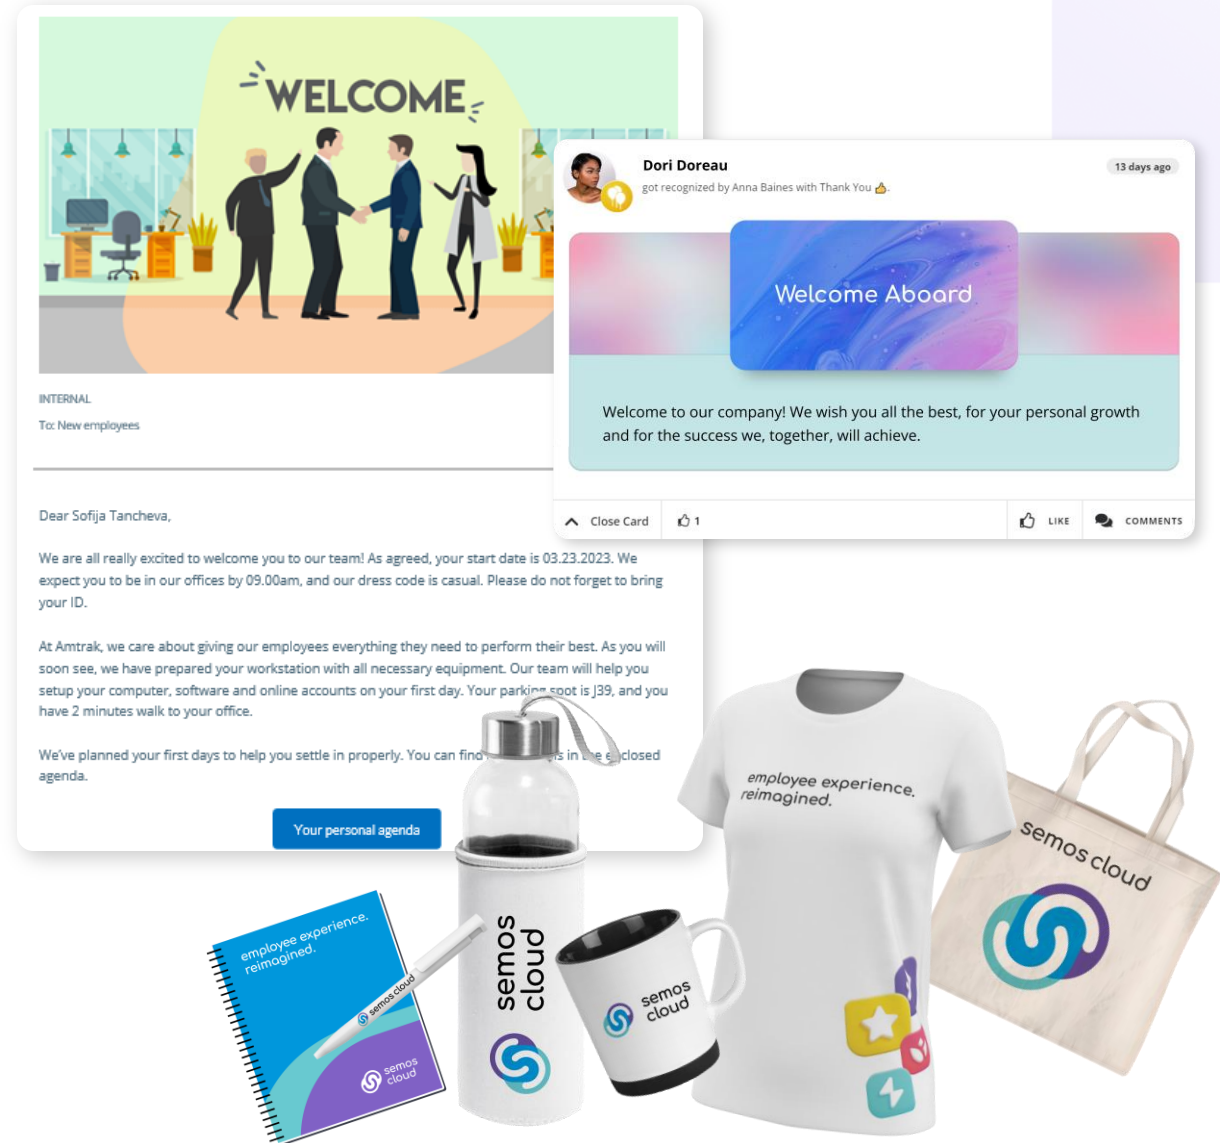 WELCOME
INTERNAL
To: New employees
Dear Sofija Tancheva,
We are all really excited to welcome you to our team! As agreed, your start date is 03.23.2023. We
expect you to be in our offices by 09.00am, and our dress code is casual. Please do not forget to bring
your ID.
At Amtrak, we care about giving our employees everything they need to perform their best. As you will
soon see, we have prepared your workstation with all necessary equipment. Our team will help you
setup your computer, software and online accounts on your first day. Your parking spot is J39, and you
have 2 minutes walk to your office.
We've planned your first days to help you settle in properly. You can find in the enclosed
agenda.
Your personal agenda
Dori Doreau
got recognized by Anna Baines with Thank You 👍.
13 days ago
Welcome Aboard
Welcome to our company! We wish you all the best, for your personal growth
and for the success we, together, will achieve.
Close Card
1
LIKE
COMMENTS
employee experience.
reimagined.
semos cloud
semos
cloud
semos
cloud
semos
cloud
employee experience.
reimagined.
semos cloud